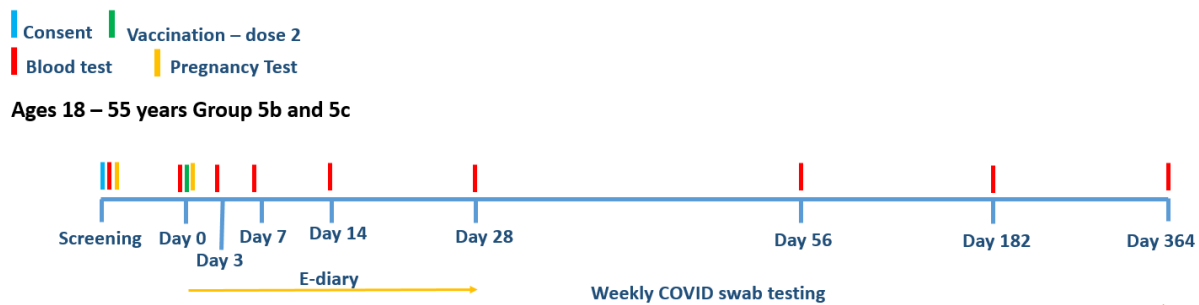 Consent Vaccination – dose 2
Blood test Pregnancy Test
Ages 18 – 55 years Group 5b and 5c
Screening Day 0 Day 3 Day 7 Day 14 Day 28 Day 56 Day 182 Day 364
E-diary
Weekly COVID swab testing